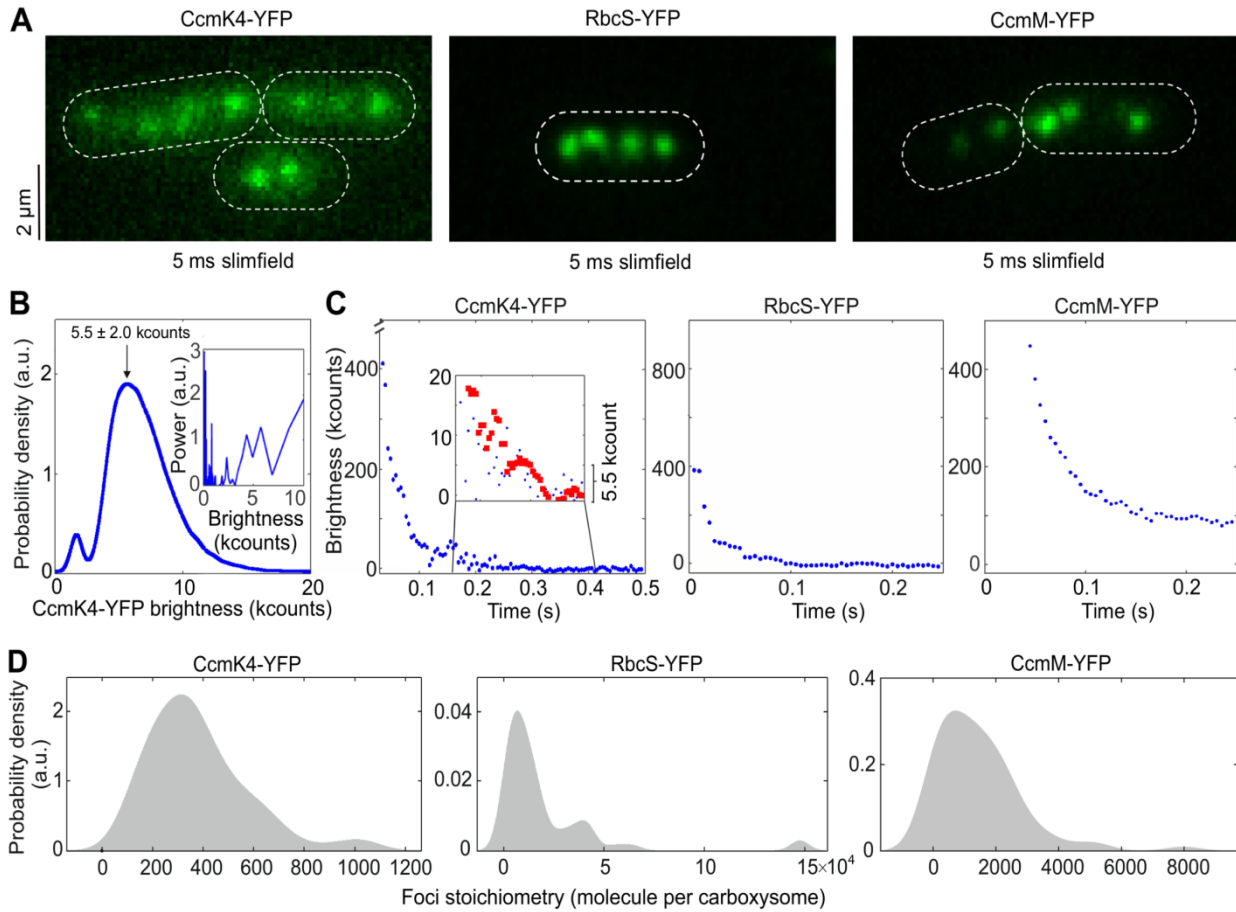 A
CcmK4-YFP RbcS-YFP CcmM-YFP
2 µm
5 ms slimfield 5 ms slimfield 5 ms slimfield
B
5.5 ± 2.0 kcounts
Probability density (a.u.)
2
1
0
0 10 20
CcmK4-YFP brightness (kcounts)
Power (a.u.)
3
2
1
0
0 5 10
Brightness
(kcounts)
C
CcmK4-YFP RbcS-YFP CcmM-YFP
Brightness (kcounts)
400
200
0
0.1 0.2 0.3 0.4 0.5
Time (s)
20
10
0
5.5 kcount
800
400
0
0 0.1 0.2
Time (s)
400
200
0
0 0.1 0.2
Time (s)
D
CcmK4-YFP RbcS-YFP CcmM-YFP
Probability density
(a.u.)
2
1
0
0 200 400 600 800 1000 1200
0.04
0.02
0
0 5 10 15×10⁴
0.4
0.2
0
0 2000 4000 6000 8000
Foci stoichiometry (molecule per carboxysome)